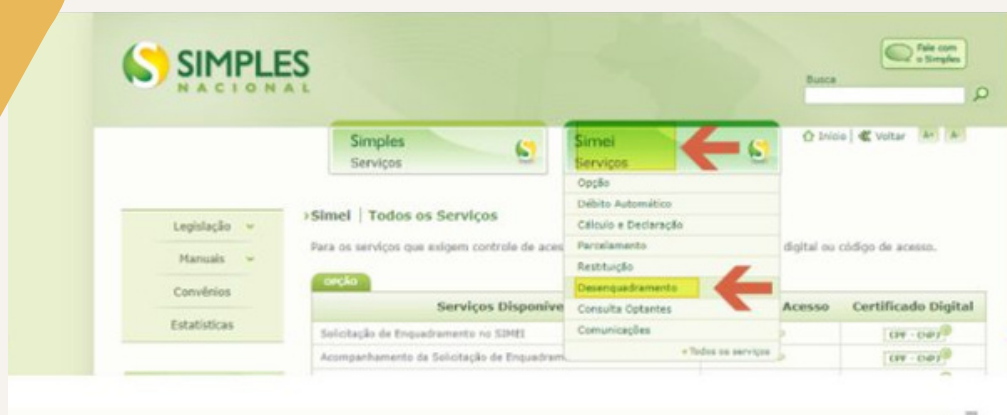 SIMPLES
NACIONAL
Fale com
o Simples
Busca
Simples
Serviços
Simei
Serviços
Início | Voltar A+ A-
Opção
Débito Automático
Cálculo e Declaração
Parcelamento
Restituição
Desenquadramento
Consulta Optantes
Comunicações
» Todos os serviços
Legislação
Manuais
Convênios
Estatísticas
›Simei | Todos os Serviços
Para os serviços que exigem controle de aces digital ou código de acesso.
OPÇÃO
Serviços Disponíve Acesso Certificado Digital
Solicitação de Enquadramento no SIMEI CPF - CNPJ
Acompanhamento da Solicitação de Enquadram CPF - CNPJ